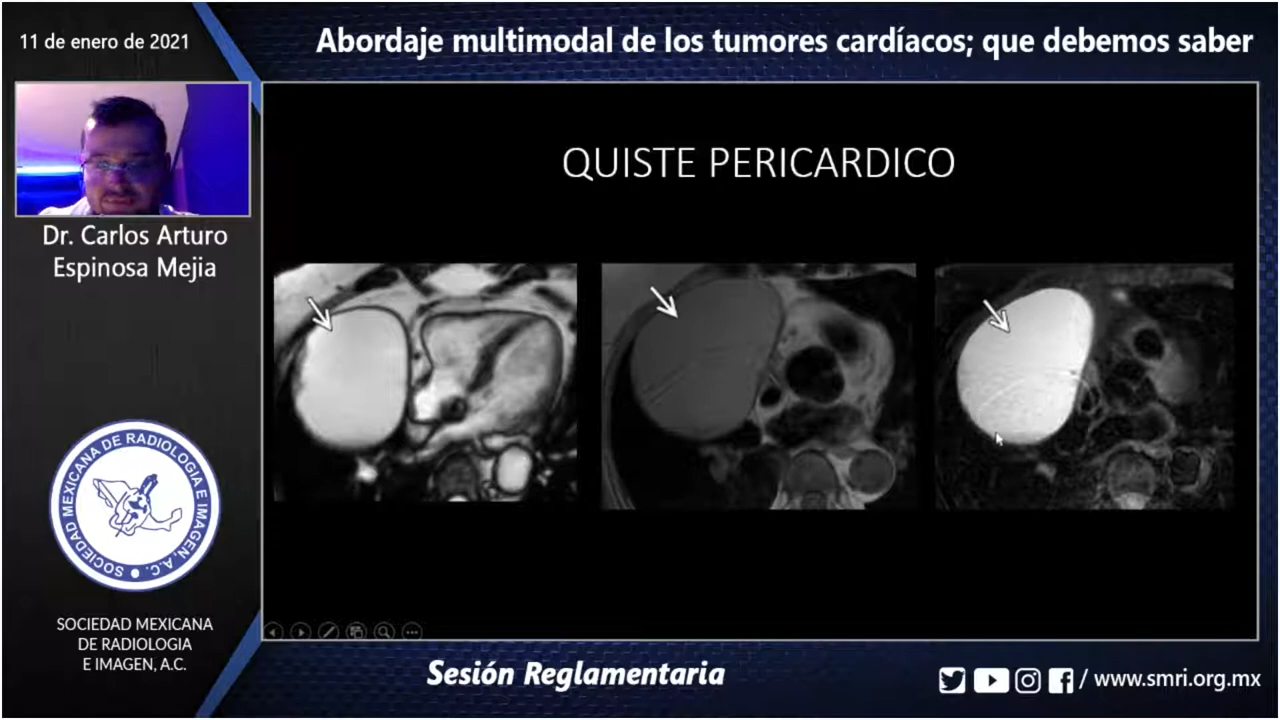 11 de enero de 2021
Abordaje multimodal de los tumores cardíacos; que debemos saber
QUISTE PERICARDICO
Dr. Carlos Arturo
Espinosa Mejia
SOCIEDAD MEXICANA DE RADIOLOGIA E IMAGEN, A.C.
SOCIEDAD MEXICANA
DE RADIOLOGIA
E IMAGEN, A.C.
Sesión Reglamentaria
/ www.smri.org.mx